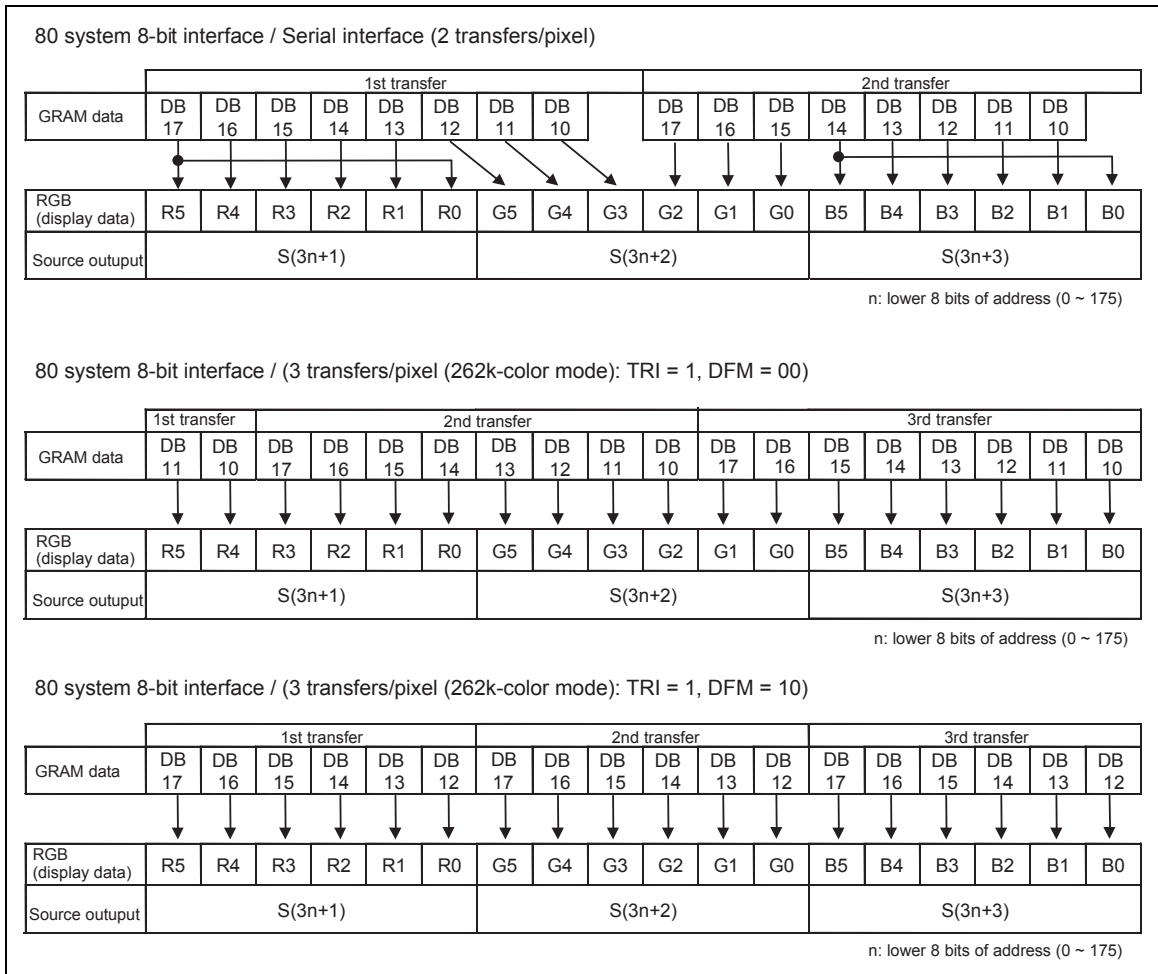 80 system 8-bit interface / Serial interface (2 transfers/pixel)
1st transfer 2nd transfer
GRAM data DB 17 DB 16 DB 15 DB 14 DB 13 DB 12 DB 11 DB 10 DB 17 DB 16 DB 15 DB 14 DB 13 DB 12 DB 11 DB 10
RGB (display data) R5 R4 R3 R2 R1 R0 G5 G4 G3 G2 G1 G0 B5 B4 B3 B2 B1 B0
Source outuput S(3n+1) S(3n+2) S(3n+3)
n: lower 8 bits of address (0 ~ 175)
80 system 8-bit interface / (3 transfers/pixel (262k-color mode): TRI = 1, DFM = 00)
1st transfer 2nd transfer 3rd transfer
GRAM data DB 11 DB 10 DB 17 DB 16 DB 15 DB 14 DB 13 DB 12 DB 11 DB 10 DB 17 DB 16 DB 15 DB 14 DB 13 DB 12 DB 11 DB 10
RGB (display data) R5 R4 R3 R2 R1 R0 G5 G4 G3 G2 G1 G0 B5 B4 B3 B2 B1 B0
Source outuput S(3n+1) S(3n+2) S(3n+3)
n: lower 8 bits of address (0 ~ 175)
80 system 8-bit interface / (3 transfers/pixel (262k-color mode): TRI = 1, DFM = 10)
1st transfer 2nd transfer 3rd transfer
GRAM data DB 17 DB 16 DB 15 DB 14 DB 13 DB 12 DB 17 DB 16 DB 15 DB 14 DB 13 DB 12 DB 17 DB 16 DB 15 DB 14 DB 13 DB 12
RGB (display data) R5 R4 R3 R2 R1 R0 G5 G4 G3 G2 G1 G0 B5 B4 B3 B2 B1 B0
Source outuput S(3n+1) S(3n+2) S(3n+3)
n: lower 8 bits of address (0 ~ 175)